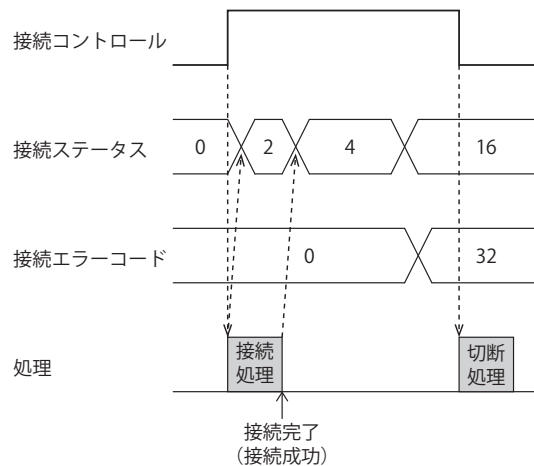 接続コントロール
接続ステータス
0
2
4
16
接続エラーコード
0
32
処理
接続
処理
切断
処理
接続完了
（接続成功）